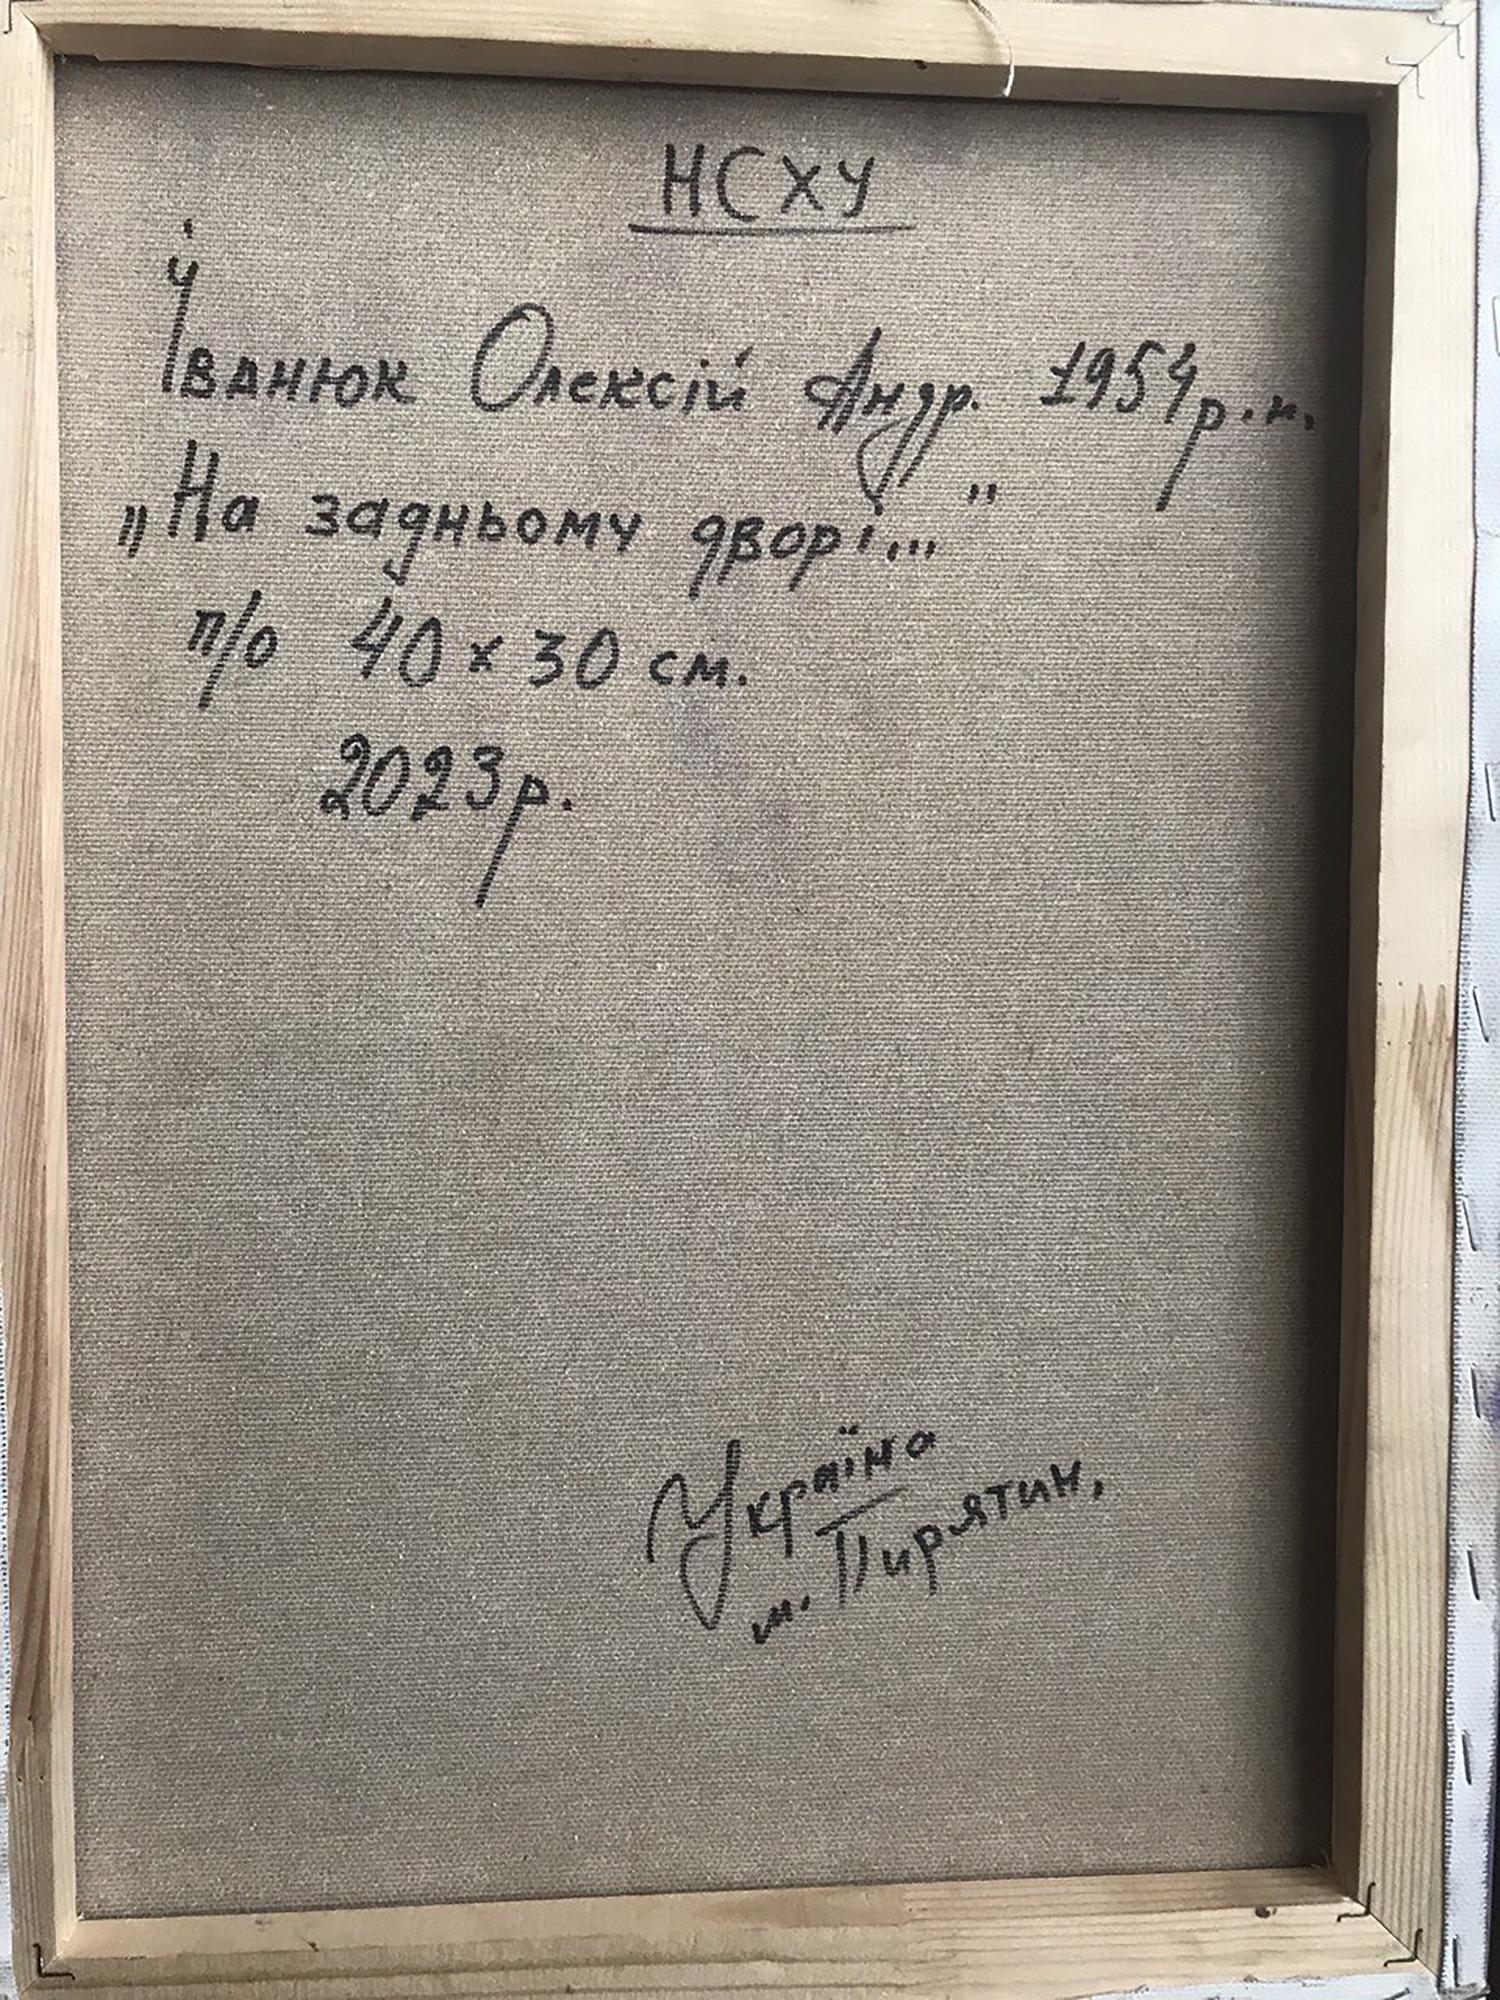 НСХУ
Іванюк Олексій Андр. 1954р.н.
„На задньому дворі..."
п/о 40 x 30 см.
2023р.
Україна
м. Пирятин.